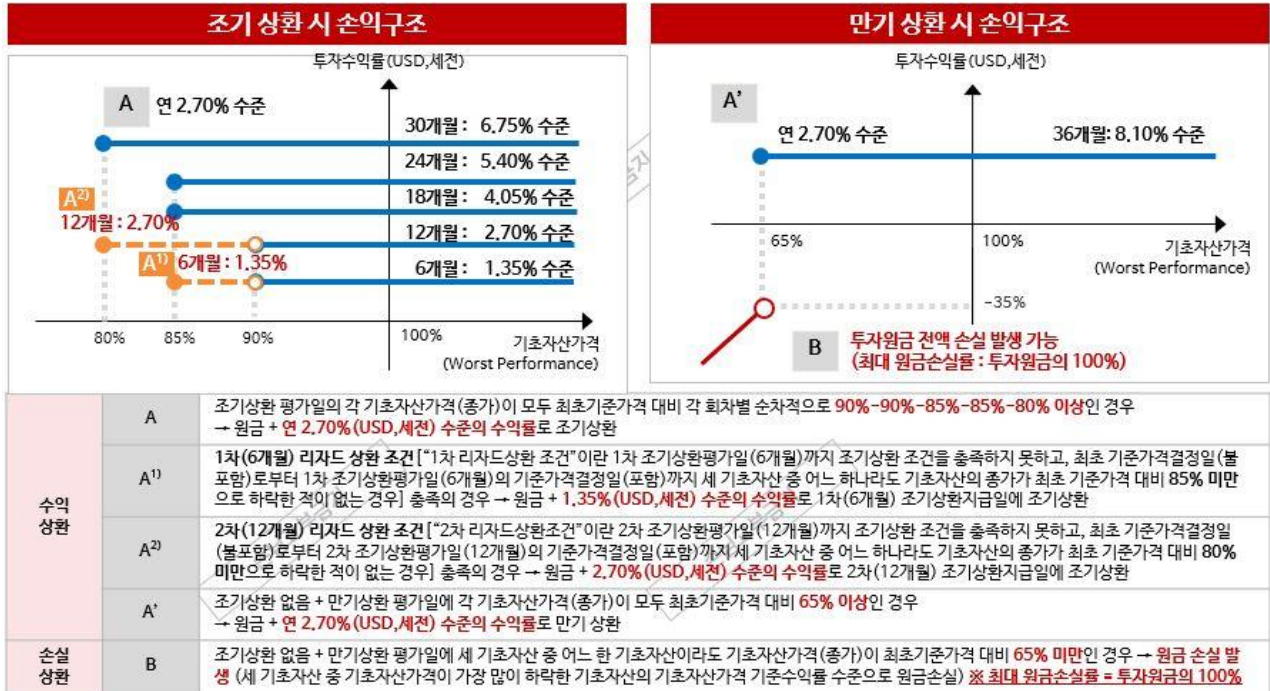 조기 상환 시 손익구조
투자수익률(USD,세전)
A
연 2.70% 수준
30개월 : 6.75% 수준
24개월 : 5.40% 수준
18개월 : 4.05% 수준
A2)
12개월 : 2.70%
12개월 : 2.70% 수준
A1)
6개월 : 1.35%
6개월 : 1.35% 수준
80%
85%
90%
100%
기초자산가격
(Worst Performance)
만기 상환 시 손익구조
투자수익률(USD,세전)
A’
연 2.70% 수준
36개월: 8.10% 수준
65%
100%
기초자산가격
(Worst Performance)
-35%
B
투자원금 전액 손실 발생 가능
(최대 원금손실률 : 투자원금의 100%)
수익
상환
A
조기상환 평가일의 각 기초자산가격(종가)이 모두 최초기준가격 대비 각 회차별 순차적으로 90%-90%-85%-85%-80% 이상인 경우
→ 원금 + 연 2.70%(USD,세전) 수준의 수익률로 조기상환
A1)
1차(6개월) 리자드 상환 조건[“1차 리자드상환 조건”이란 1차 조기상환평가일(6개월)까지 조기상환 조건을 충족하지 못하고, 최초 기준가격결정일(불
포함)로부터 1차 조기상환평가일(6개월)의 기준가격결정일(포함)까지 세 기초자산 중 어느 하나라도 기초자산의 종가가 최초 기준가격 대비 85% 미만
으로 하락한 적이 없는 경우] 충족의 경우 → 원금 + 1.35%(USD,세전) 수준의 수익률로 1차(6개월) 조기상환지급일에 조기상환
A2)
2차(12개월) 리자드 상환 조건[“2차 리자드상환조건”이란 2차 조기상환평가일(12개월)까지 조기상환 조건을 충족하지 못하고, 최초 기준가격결정일
(불포함)로부터 2차 조기상환평가일(12개월)의 기준가격결정일(포함)까지 세 기초자산 중 어느 하나라도 기초자산의 종가가 최초 기준가격 대비 80%
미만으로 하락한 적이 없는 경우] 충족의 경우 → 원금 + 2.70%(USD,세전) 수준의 수익률로 2차(12개월) 조기상환지급일에 조기상환
A’
조기상환 없음 + 만기상환 평가일에 각 기초자산가격(종가)이 모두 최초기준가격 대비 65% 이상인 경우
→ 원금 + 연 2.70%(USD,세전) 수준의 수익률로 만기 상환
손실
상환
B
조기상환 없음 + 만기상환 평가일에 세 기초자산 중 어느 한 기초자산이라도 기초자산가격(종가)이 최초기준가격 대비 65% 미만인 경우 → 원금 손실 발
생 (세 기초자산 중 기초자산가격이 가장 많이 하락한 기초자산의 기초자산가격 기준수익률 수준으로 원금손실) ※ 최대 원금손실률 = 투자원금의 100%